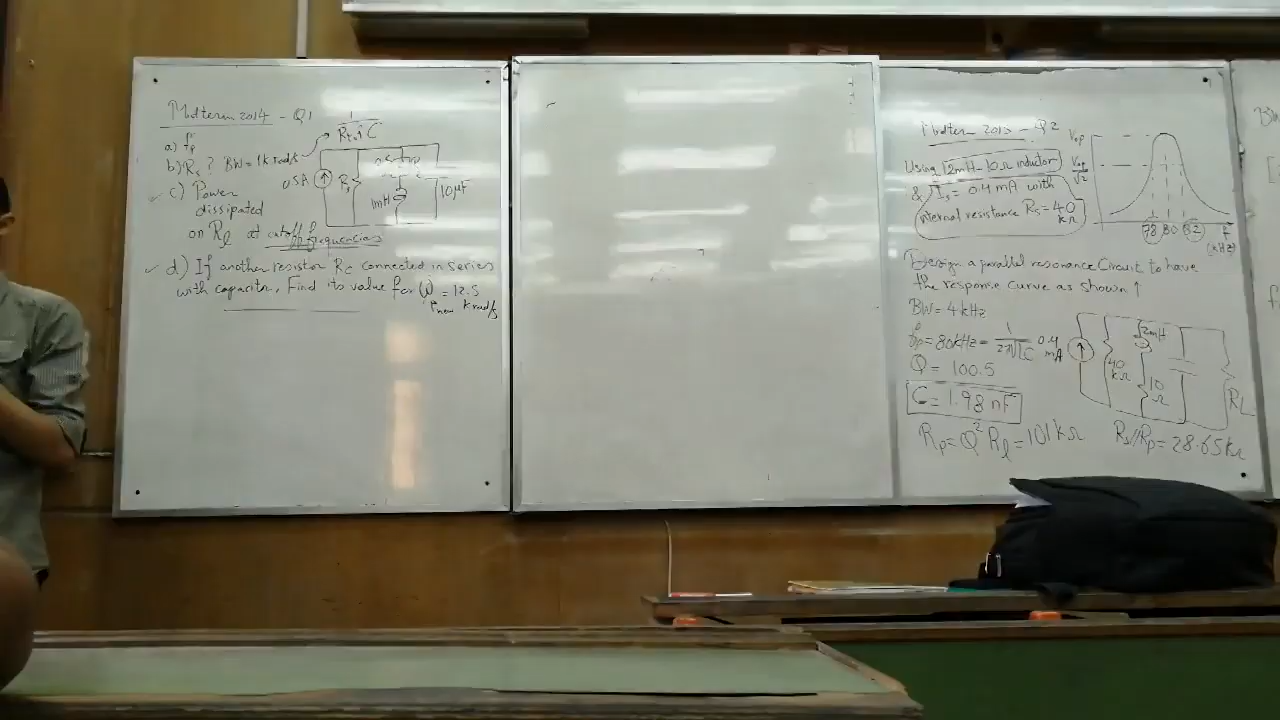 Midterm 2014 - Q1
a) fp
b) Rs ? BW = 1k rad/s
1
0.5A
Rs
1mH
10μF
c) Power
dissipated
on Rl at cutoff frequencies
d) If another resistor Rc connected in series
with capacitor, Find its value for ωp new = 12.5 k rad/s
- Q2
Using 2mH - 10Ω inductor
& Is = 0.4 mA with
internal resistance Rs = 40 kΩ
Vop
Vop/√2
78 80 82 f
(kHz)
Design a parallel resonance Circuit to have
the response curve as shown ↑
BW = 4 kHz
fp = 80kHz = 1/2π√LC
Q = 100.5
C = 1.98 nF
Rp = Q² Rl = 101 kΩ
Rs//Rp = 28.65 kΩ
0.4 mA
40 kΩ
2mH
10 Ω
RL